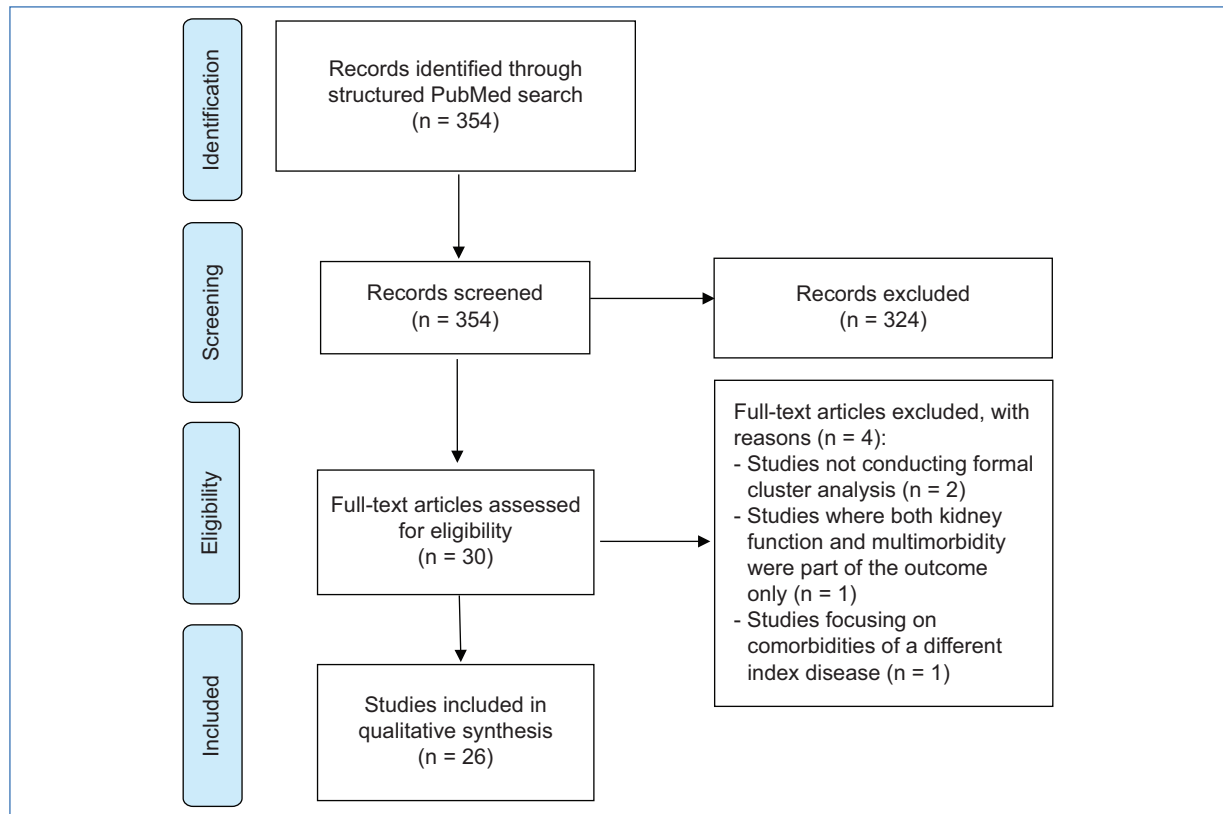 Identification
Records identified through
structured PubMed search
(n = 354)
Screening
Records screened
(n = 354)
Records excluded
(n = 324)
Eligibility
Full-text articles assessed
for eligibility
(n = 30)
Full-text articles excluded, with
reasons (n = 4):
- Studies not conducting formal
cluster analysis (n = 2)
- Studies where both kidney
function and multimorbidity
were part of the outcome
only (n = 1)
- Studies focusing on
comorbidities of a different
index disease (n = 1)
Included
Studies included in
qualitative synthesis
(n = 26)